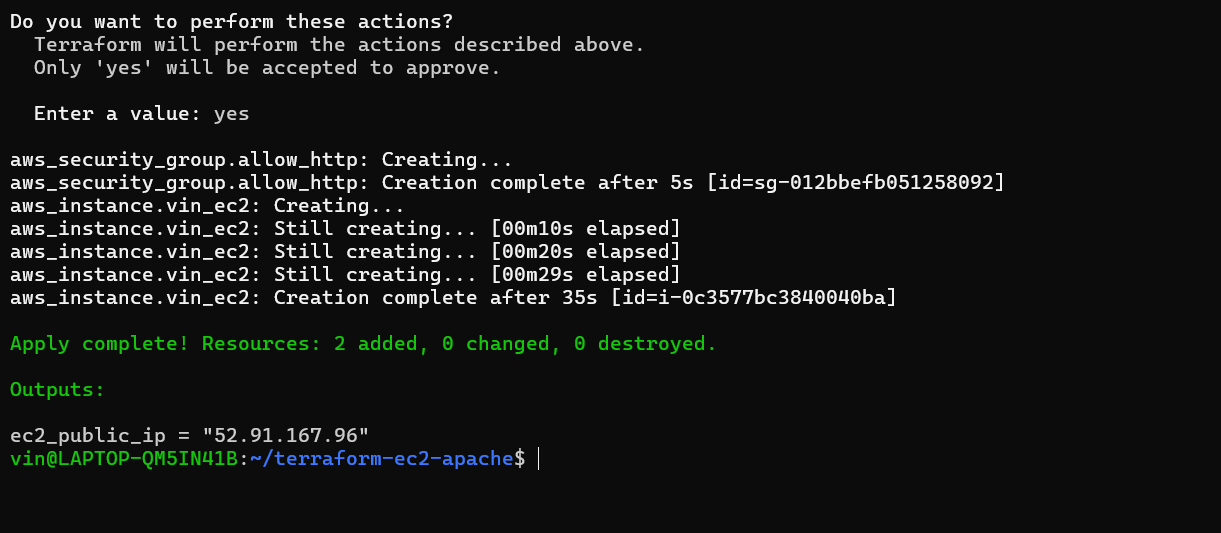 Do you want to perform these actions?
  Terraform will perform the actions described above.
  Only 'yes' will be accepted to approve.

  Enter a value: yes

aws_security_group.allow_http: Creating...
aws_security_group.allow_http: Creation complete after 5s [id=sg-012bbefb051258092]
aws_instance.vin_ec2: Creating...
aws_instance.vin_ec2: Still creating... [00m10s elapsed]
aws_instance.vin_ec2: Still creating... [00m20s elapsed]
aws_instance.vin_ec2: Still creating... [00m29s elapsed]
aws_instance.vin_ec2: Creation complete after 35s [id=i-0c3577bc3840040ba]

Apply complete! Resources: 2 added, 0 changed, 0 destroyed.

Outputs:

ec2_public_ip = "52.91.167.96"
vin@LAPTOP-QM5IN41B:~/terraform-ec2-apache$